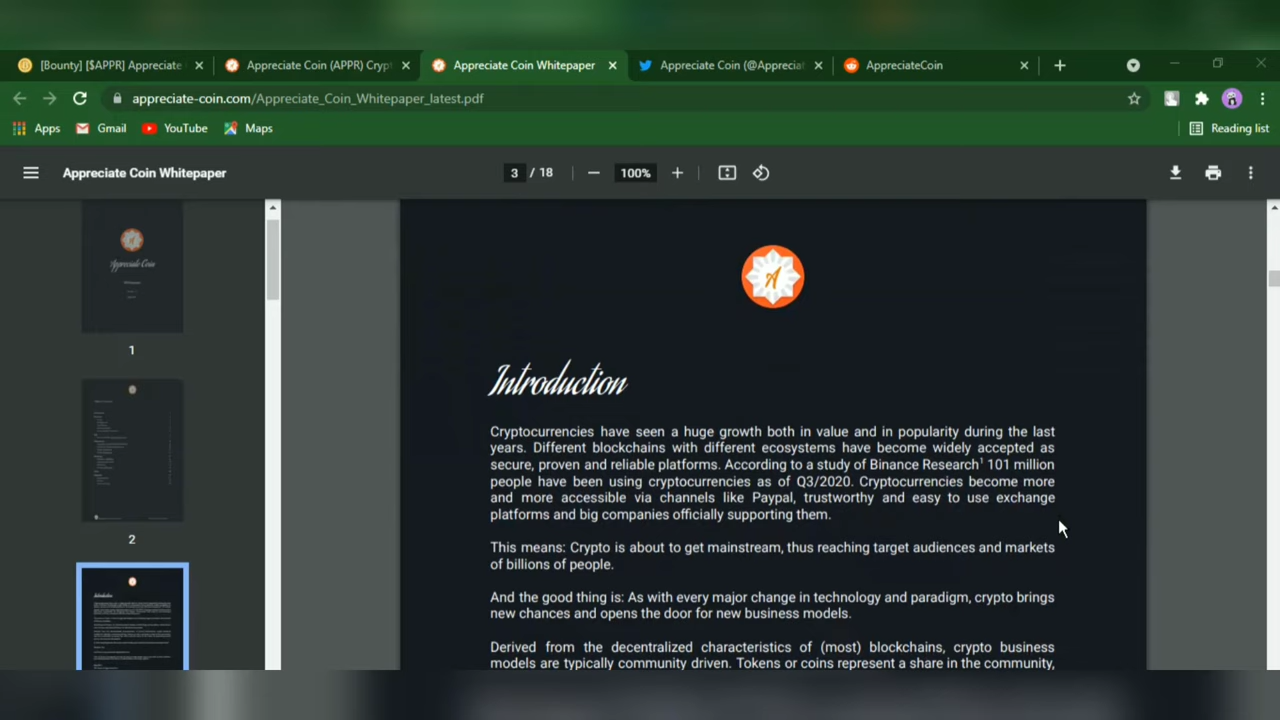 [Bounty] [$APPR] Appreciate
Appreciate Coin (APPR) Cryp
Appreciate Coin Whitepaper
Appreciate Coin (@Apprecia
AppreciateCoin
appreciate-coin.com/Appreciate_Coin_Whitepaper_latest.pdf
Apps
Gmail
YouTube
Maps
Reading list
Appreciate Coin Whitepaper
3 / 18
100%
Appreciate Coin
1
2
A
Introduction
Cryptocurrencies have seen a huge growth both in value and in popularity during the last
years. Different blockchains with different ecosystems have become widely accepted as
secure, proven and reliable platforms. According to a study of Binance Research¹ 101 million
people have been using cryptocurrencies as of Q3/2020. Cryptocurrencies become more
and more accessible via channels like Paypal, trustworthy and easy to use exchange
platforms and big companies officially supporting them.
This means: Crypto is about to get mainstream, thus reaching target audiences and markets
of billions of people.
And the good thing is: As with every major change in technology and paradigm, crypto brings
new chances and opens the door for new business models.
Derived from the decentralized characteristics of (most) blockchains, crypto business
models are typically community driven. Tokens or coins represent a share in the community,